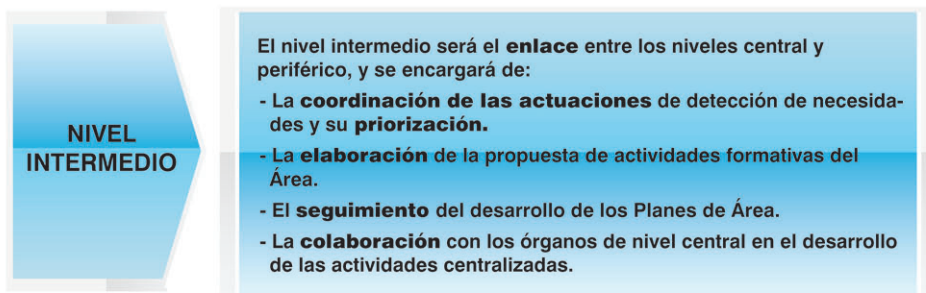 NIVEL
INTERMEDIO
El nivel intermedio será el enlace entre los niveles central y
periférico, y se encargará de:
- La coordinación de las actuaciones de detección de necesida-
des y su priorización.
- La elaboración de la propuesta de actividades formativas del
Área.
- El seguimiento del desarrollo de los Planes de Área.
- La colaboración con los órganos de nivel central en el desarrollo
de las actividades centralizadas.